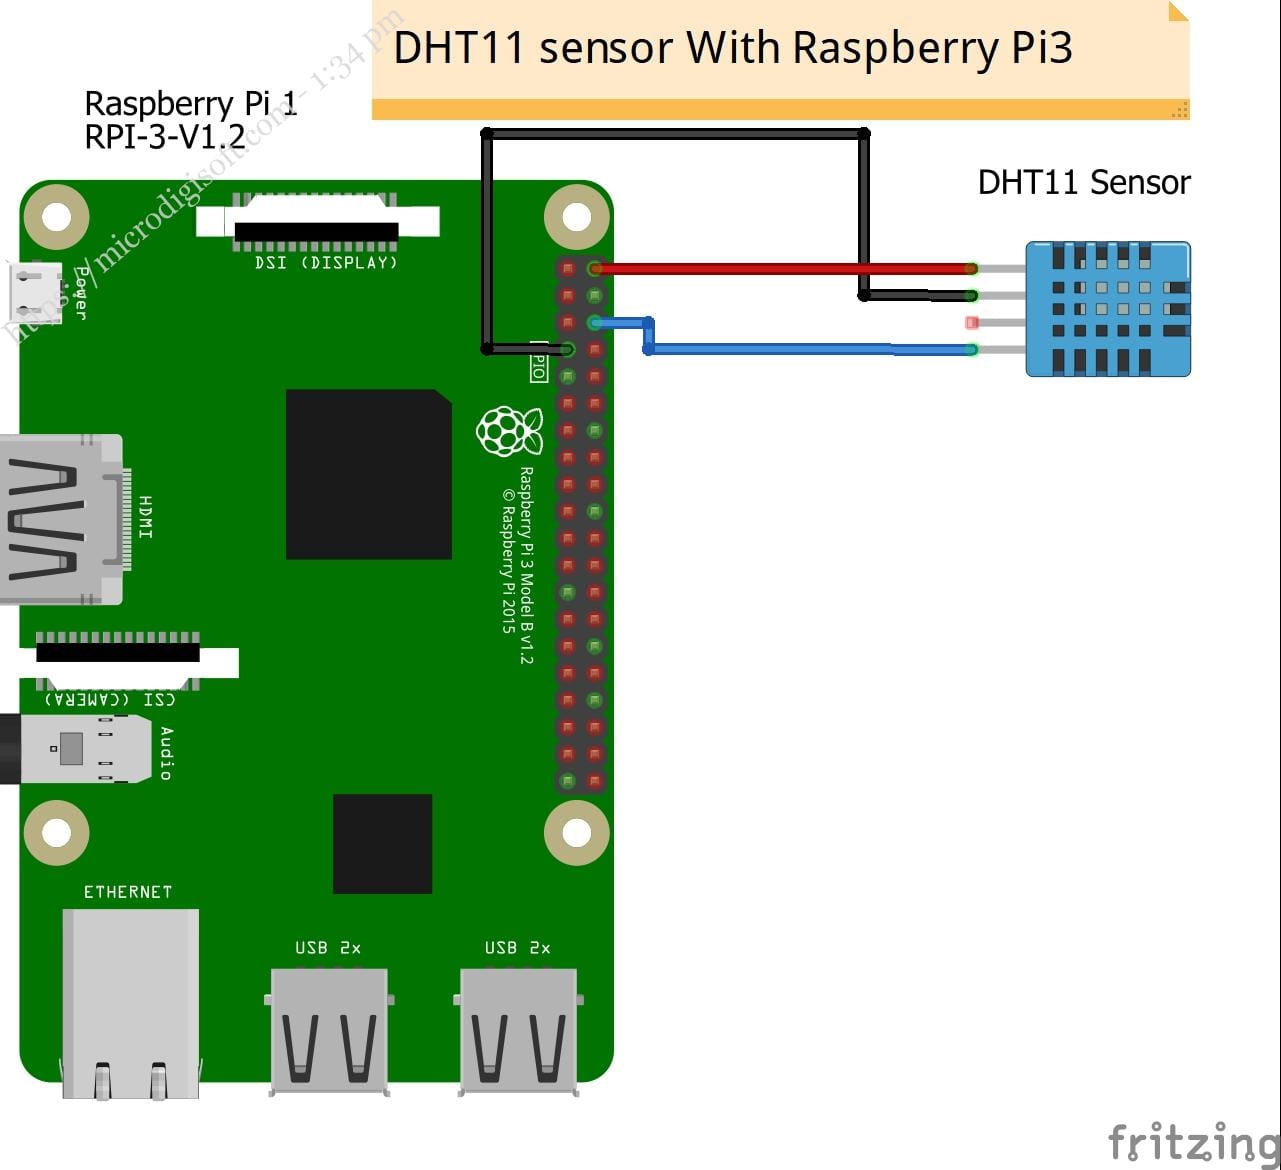 DHT11 sensor With Raspberry Pi3
https://microdigisoft.com - 1:34 pm
Raspberry Pi 1
RPI-3-V1.2
DHT11 Sensor
DSI (DISPLAY)
Power
PIO
HDMI
Raspberry Pi 3 Model B v1.2
© Raspberry Pi 2015
CSI (CAMERA)
Audio
ETHERNET
USB 2x
USB 2x
fritzing